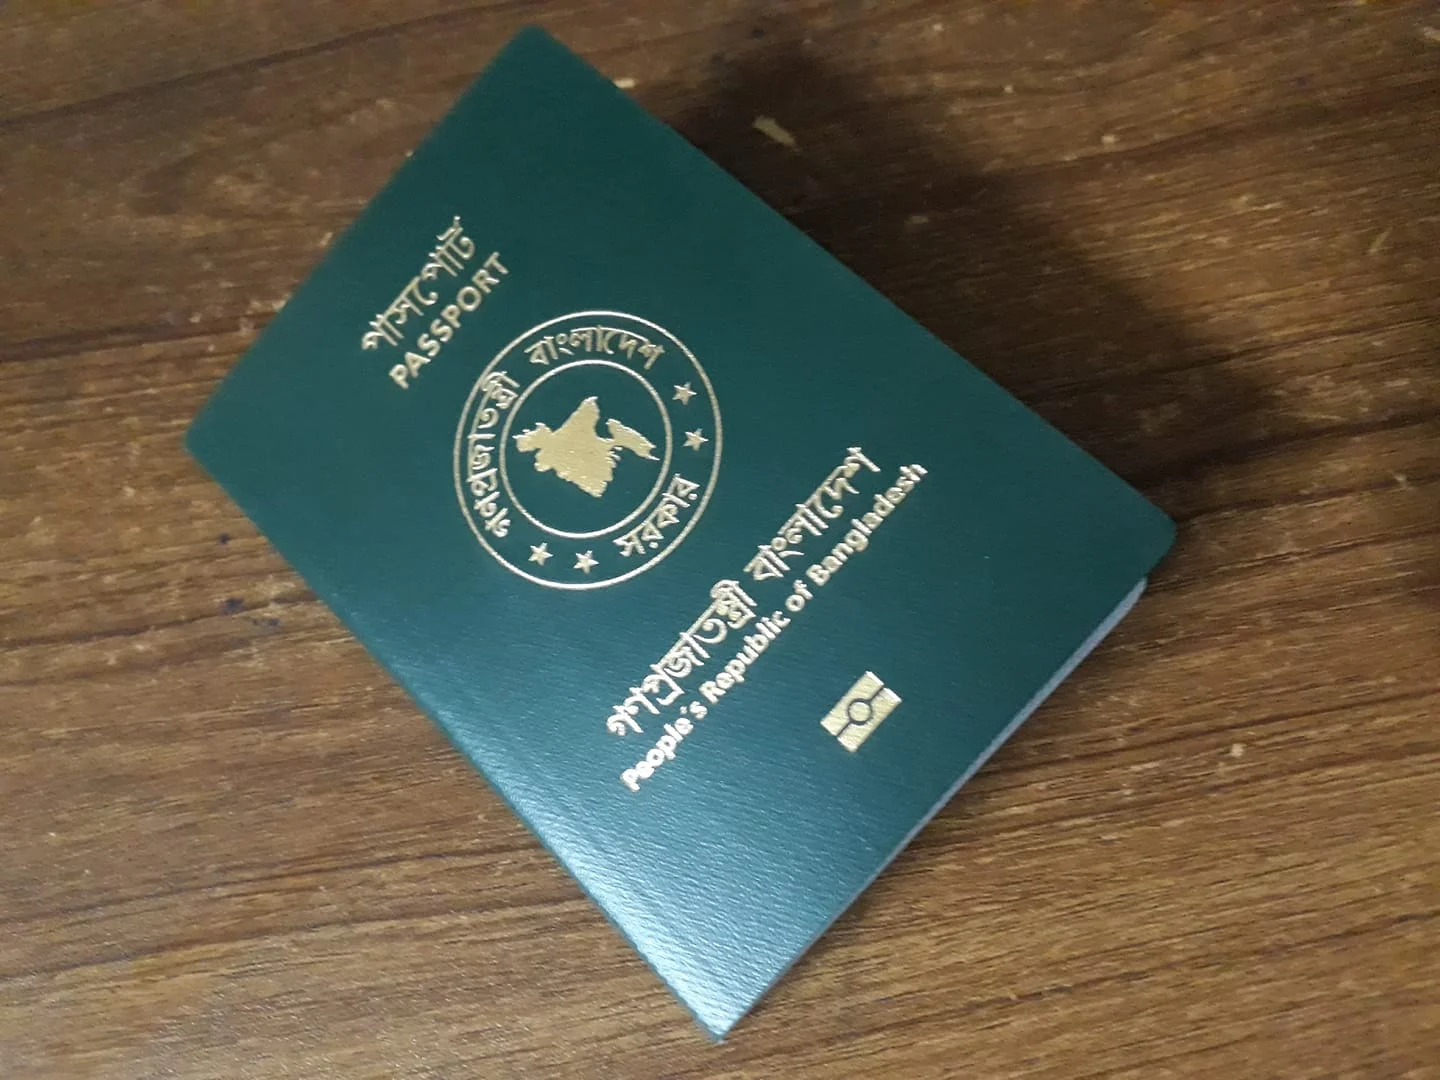 পাসপোর্ট
PASSPORT
গণপ্রজাতন্ত্রী বাংলাদেশ
সরকার
গণপ্রজাতন্ত্রী বাংলাদেশ
People's Republic of Bangladesh